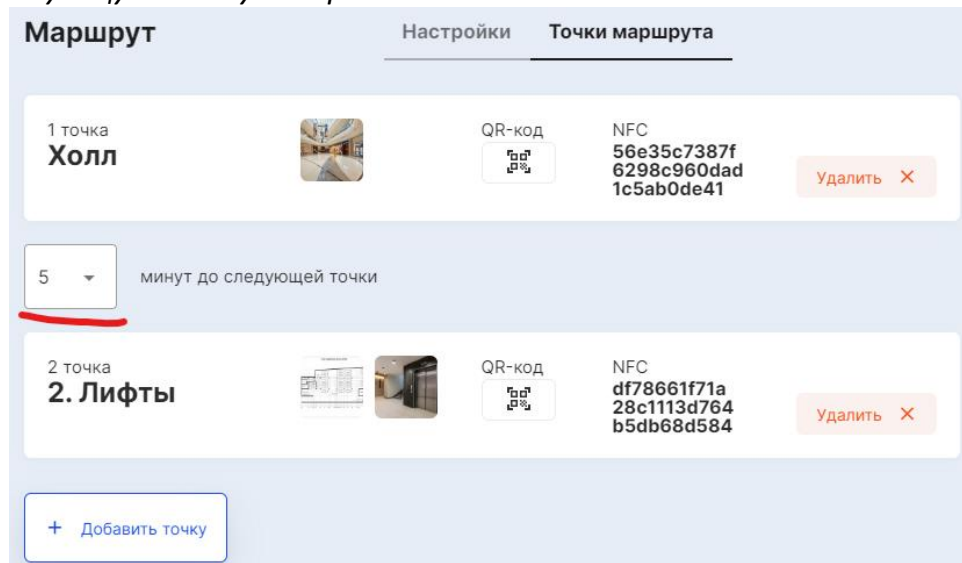 Маршрут
Настройки
Точки маршрута
1 точка
Холл
QR-код
NFC
56e35c7387f
6298c960dad
1c5ab0de41
Удалить
5
минут до следующей точки
2 точка
2. Лифты
QR-код
NFC
df78661f71a
28c1113d764
b5db68d584
Удалить
+ Добавить точку